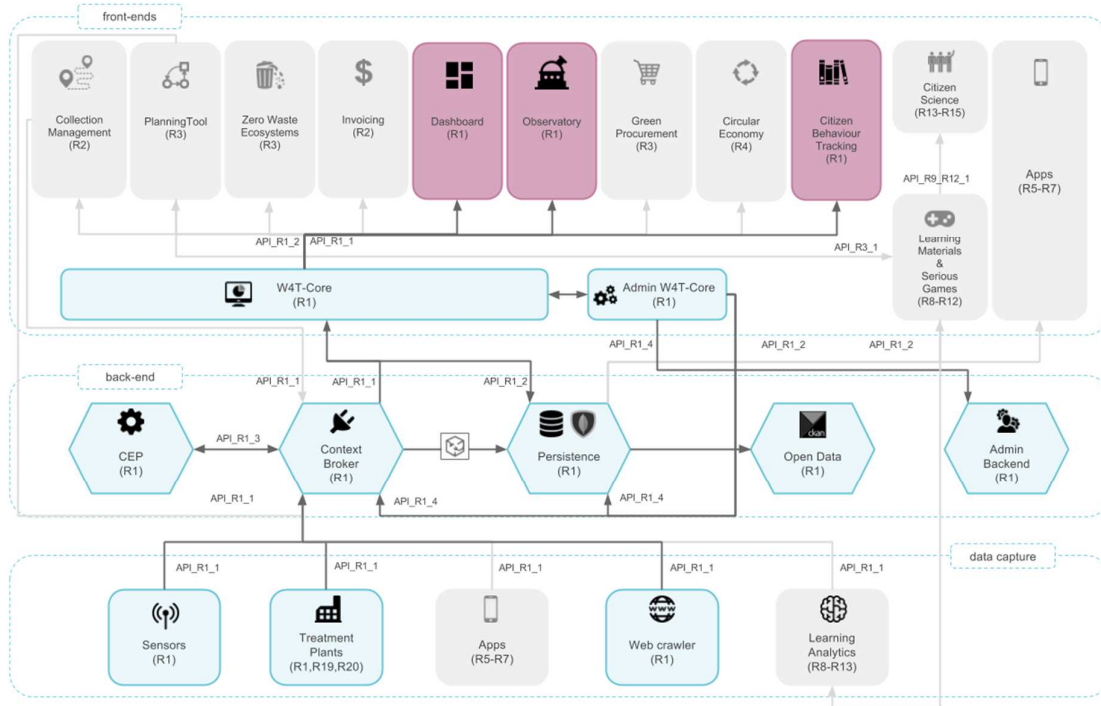 front-ends
Collection
Management
(R2)
PlanningTool
(R3)
Zero Waste
Ecosystems
(R3)
$
Invoicing
(R2)
Dashboard
(R1)
Observatory
(R1)
Green
Procurement
(R3)
Circular
Economy
(R4)
Citizen
Behaviour
Tracking
(R1)
Citizen
Science
(R13-R15)
Apps
(R5-R7)
API_R9_R12_1
API_R1_2
API_R1_1
API_R3_1
Learning
Materials
&
Serious
Games
(R8-R12)
W4T-Core
(R1)
Admin W4T-Core
(R1)
API_R1_4
API_R1_2
API_R1_2
back-end
API_R1_1
API_R1_1
API_R1_2
CEP
(R1)
API_R1_3
Context
Broker
(R1)
Persistence
(R1)
ckan
Open Data
(R1)
Admin
Backend
(R1)
API_R1_1
API_R1_4
API_R1_4
data capture
API_R1_1
API_R1_1
API_R1_1
API_R1_1
API_R1_1
Sensors
(R1)
Treatment
Plants
(R1,R19,R20)
Apps
(R5-R7)
www
Web crawler
(R1)
Learning
Analytics
(R8-R13)